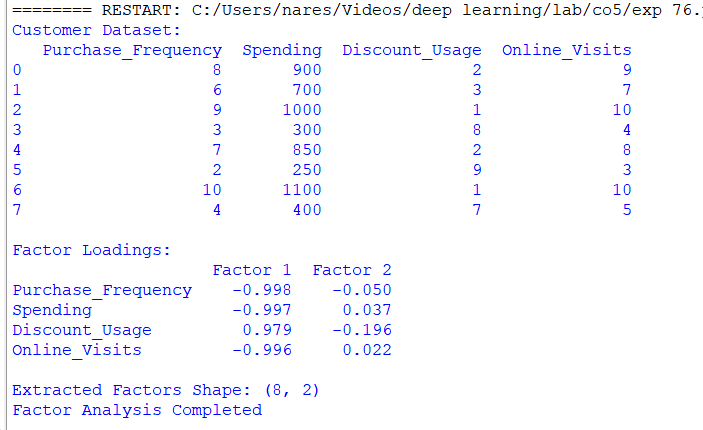 ======== RESTART: C:/Users/nares/Videos/deep learning/lab/co5/exp 76.
Customer Dataset:
   Purchase_Frequency  Spending  Discount_Usage  Online_Visits
0                   8       900               2              9
1                   6       700               3              7
2                   9      1000               1             10
3                   3       300               8              4
4                   7       850               2              8
5                   2       250               9              3
6                  10      1100               1             10
7                   4       400               7              5
Factor Loadings:
                    Factor 1  Factor 2
Purchase_Frequency    -0.998    -0.050
Spending              -0.997     0.037
Discount_Usage         0.979    -0.196
Online_Visits         -0.996     0.022
Extracted Factors Shape: (8, 2)
Factor Analysis Completed